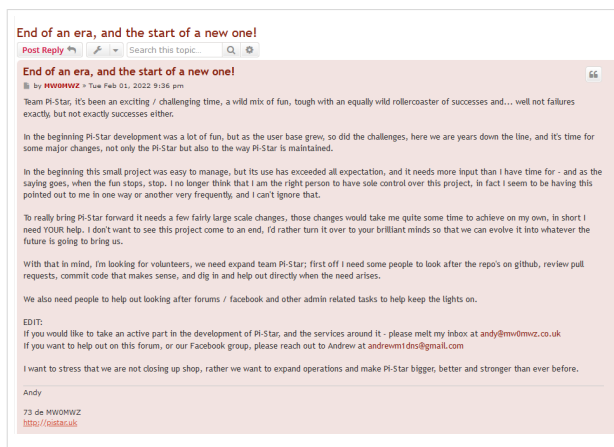 End of an era, and the start of a new one!
Post Reply
Search this topic…
End of an era, and the start of a new one!
by MW0MWZ » Tue Feb 01, 2022 9:36 pm
Team Pi-Star, it's been an exciting / challenging time, a wild mix of fun, tough with an equally wild rollercoaster of successes and... well not failures
exactly, but not exactly successes either.
In the beginning Pi-Star development was a lot of fun, but as the user base grew, so did the challenges, here we are years down the line, and it's time for
some major changes, not only the Pi-Star but also to the way Pi-Star is maintained.
In the beginning this small project was easy to manage, but its use has exceeded all expectation, and it needs more input than I have time for - and as the
saying goes, when the fun stops, stop. I no longer think that I am the right person to have sole control over this project, in fact I seem to be having this
pointed out to me in one way or another very frequently, and I can't ignore that.
To really bring Pi-Star forward it needs a few fairly large scale changes, those changes would take me quite some time to achieve on my own, in short I
need YOUR help. I don't want to see this project come to an end, I'd rather turn it over to your brilliant minds so that we can evolve it into whatever the
future is going to bring us.
With that in mind, I'm looking for volunteers, we need expand team Pi-Star; first off I need some people to look after the repo's on github, review pull
requests, commit code that makes sense, and dig in and help out directly when the need arises.
We also need people to help out looking after forums / facebook and other admin related tasks to help keep the lights on.
EDIT:
If you would like to take an active part in the development of Pi-Star, and the services around it - please melt my inbox at andy@mw0mwz.co.uk
If you want to help out on this forum, or our Facebook group, please reach out to Andrew at andrewm1dns@gmail.com
I want to stress that we are not closing up shop, rather we want to expand operations and make Pi-Star bigger, better and stronger than ever before.
Andy
73 de MW0MWZ
http://pistar.uk